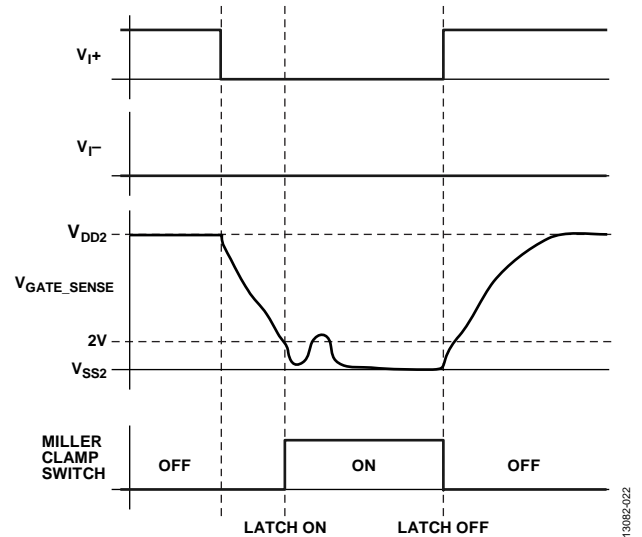 V_I+
V_I–
V_DD2
V_GATE_SENSE
2V
V_SS2
MILLER
CLAMP
SWITCH
OFF
ON
OFF
LATCH ON
LATCH OFF
13082-022